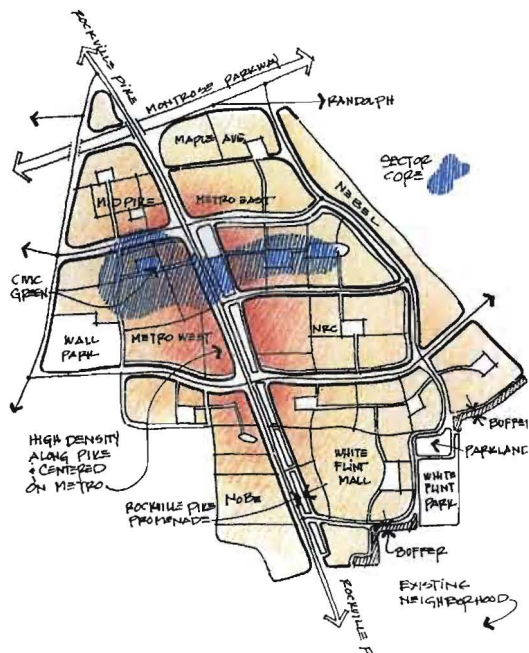 ROCKVILLE PIKE
MONTROSE PARKWAY
RANDOLPH
MAPLE AVE
SECTOR
CORE
MID PIKE
METRO EAST
NEBEL
CIVIC
GREEN
WALL
PARK
METRO WEST
NRC
HIGH DENSITY
ALONG PIKE
& CENTERED
ON METRO
BUFFER
PARKLAND
WHITE
FLINT
MALL
WHITE
FLINT
PARK
ROCKVILLE PIKE
PROMENADE
NOBE
BUFFER
EXISTING
NEIGHBORHOOD
ROCKVILLE P